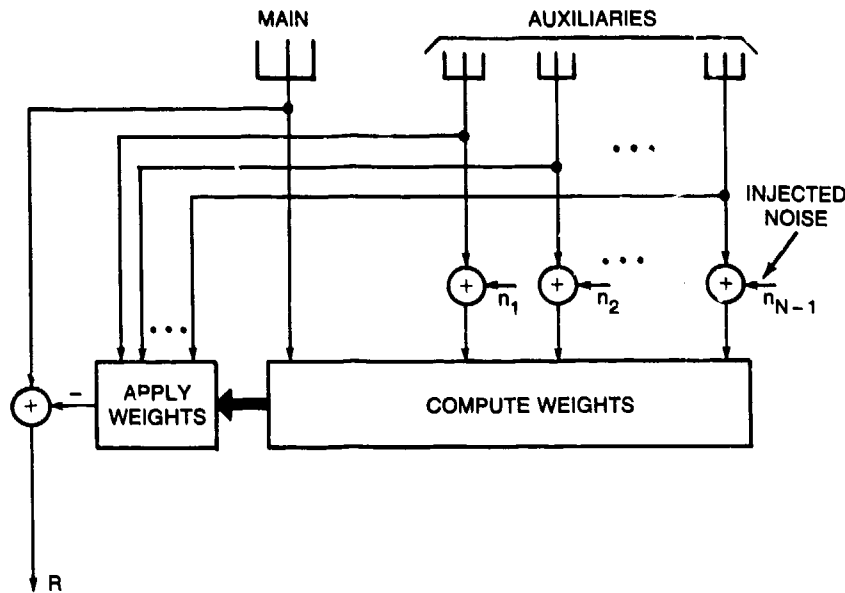 MAIN
AUXILIARIES
• • •
INJECTED
NOISE
• • •
+
n1
+
n2
+
nN-1
• • •
+
−
APPLY
WEIGHTS
COMPUTE WEIGHTS
R